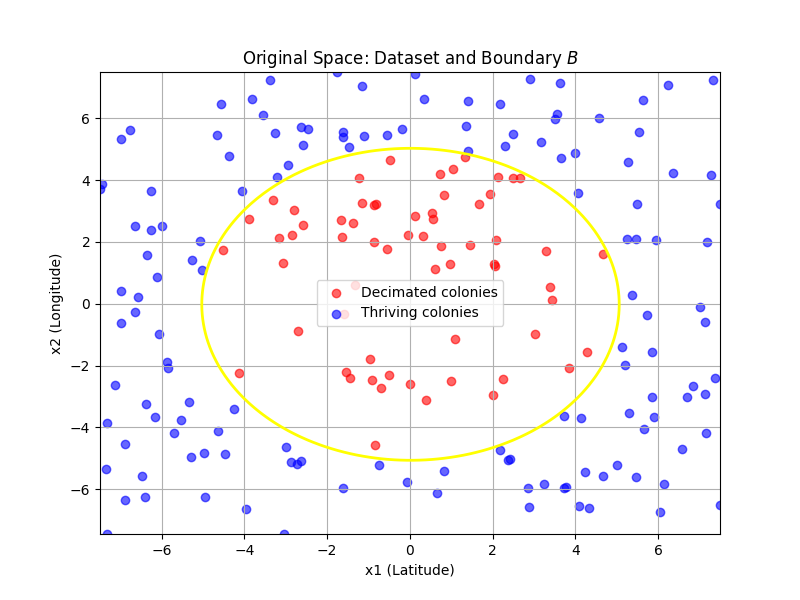 Original Space: Dataset and Boundary B
6
4
2
0
−2
−4
−6
x2 (Longitude)
Decimated colonies
Thriving colonies
−6 −4 −2 0 2 4 6
x1 (Latitude)